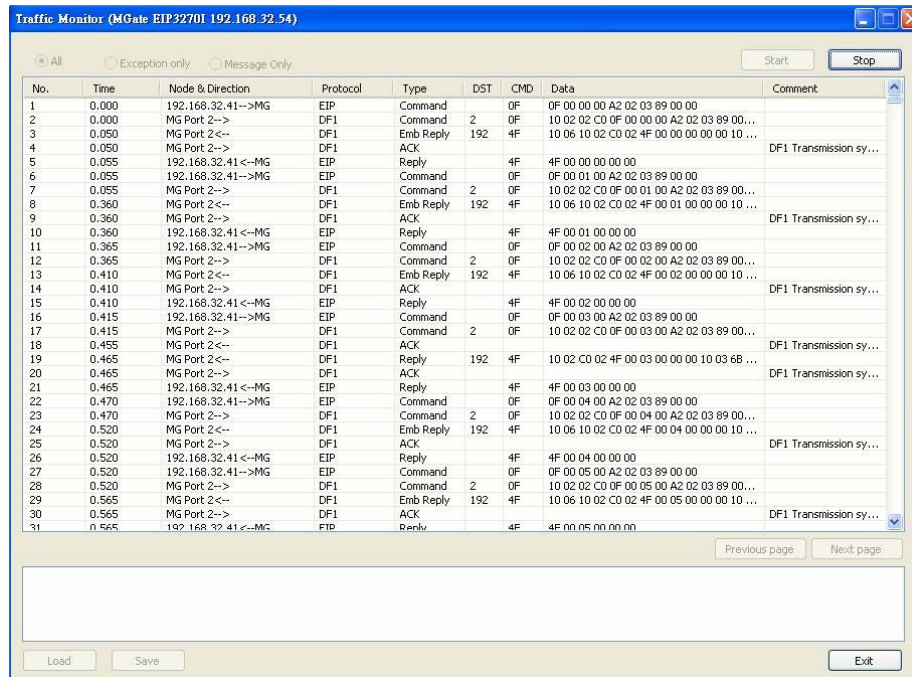 Traffic Monitor (MGate EIP3270I 192.168.32.54)
All Exception only Message Only Start Stop
No. Time Node & Direction Protocol Type DST CMD Data Comment
1 0.000 192.168.32.41-->MG EIP Command 0F 0F 00 00 00 A2 02 03 89 00 00
2 0.000 MG Port 2--> DF1 Command 2 0F 10 02 02 C0 0F 00 00 00 A2 02 03 89 00...
3 0.050 MG Port 2<-- DF1 Emb Reply 192 4F 10 06 10 02 C0 02 4F 00 00 00 00 00 10 ...
4 0.050 MG Port 2--> DF1 ACK DF1 Transmission sy...
5 0.055 192.168.32.41<--MG EIP Reply 4F 4F 00 00 00 00 00
6 0.055 192.168.32.41-->MG EIP Command 0F 0F 00 01 00 A2 02 03 89 00 00
7 0.055 MG Port 2--> DF1 Command 2 0F 10 02 02 C0 0F 00 01 00 A2 02 03 89 00...
8 0.360 MG Port 2<-- DF1 Emb Reply 192 4F 10 06 10 02 C0 02 4F 00 01 00 00 00 10 ...
9 0.360 MG Port 2--> DF1 ACK DF1 Transmission sy...
10 0.360 192.168.32.41<--MG EIP Reply 4F 4F 00 01 00 00 00
11 0.365 192.168.32.41-->MG EIP Command 0F 0F 00 02 00 A2 02 03 89 00 00
12 0.365 MG Port 2--> DF1 Command 2 0F 10 02 02 C0 0F 00 02 00 A2 02 03 89 00...
13 0.410 MG Port 2<-- DF1 Emb Reply 192 4F 10 06 10 02 C0 02 4F 00 02 00 00 00 10 ...
14 0.410 MG Port 2--> DF1 ACK DF1 Transmission sy...
15 0.410 192.168.32.41<--MG EIP Reply 4F 4F 00 02 00 00 00
16 0.415 192.168.32.41-->MG EIP Command 0F 0F 00 03 00 A2 02 03 89 00 00
17 0.415 MG Port 2--> DF1 Command 2 0F 10 02 02 C0 0F 00 03 00 A2 02 03 89 00...
18 0.455 MG Port 2<-- DF1 ACK DF1 Transmission sy...
19 0.465 MG Port 2<-- DF1 Reply 192 4F 10 02 C0 02 4F 00 03 00 00 00 10 03 6B ...
20 0.465 MG Port 2--> DF1 ACK DF1 Transmission sy...
21 0.465 192.168.32.41<--MG EIP Reply 4F 4F 00 03 00 00 00
22 0.470 192.168.32.41-->MG EIP Command 0F 0F 00 04 00 A2 02 03 89 00 00
23 0.470 MG Port 2--> DF1 Command 2 0F 10 02 02 C0 0F 00 04 00 A2 02 03 89 00...
24 0.520 MG Port 2<-- DF1 Emb Reply 192 4F 10 06 10 02 C0 02 4F 00 04 00 00 00 10 ...
25 0.520 MG Port 2--> DF1 ACK DF1 Transmission sy...
26 0.520 192.168.32.41<--MG EIP Reply 4F 4F 00 04 00 00 00
27 0.520 192.168.32.41-->MG EIP Command 0F 0F 00 05 00 A2 02 03 89 00 00
28 0.520 MG Port 2--> DF1 Command 2 0F 10 02 02 C0 0F 00 05 00 A2 02 03 89 00...
29 0.565 MG Port 2<-- DF1 Emb Reply 192 4F 10 06 10 02 C0 02 4F 00 05 00 00 00 10 ...
30 0.565 MG Port 2--> DF1 ACK DF1 Transmission sy...
31 0.565 192.168.32.41<--MG EIP Reply 4F 4F 00 05 00 00 00
Previous page Next page
Load Save Exit